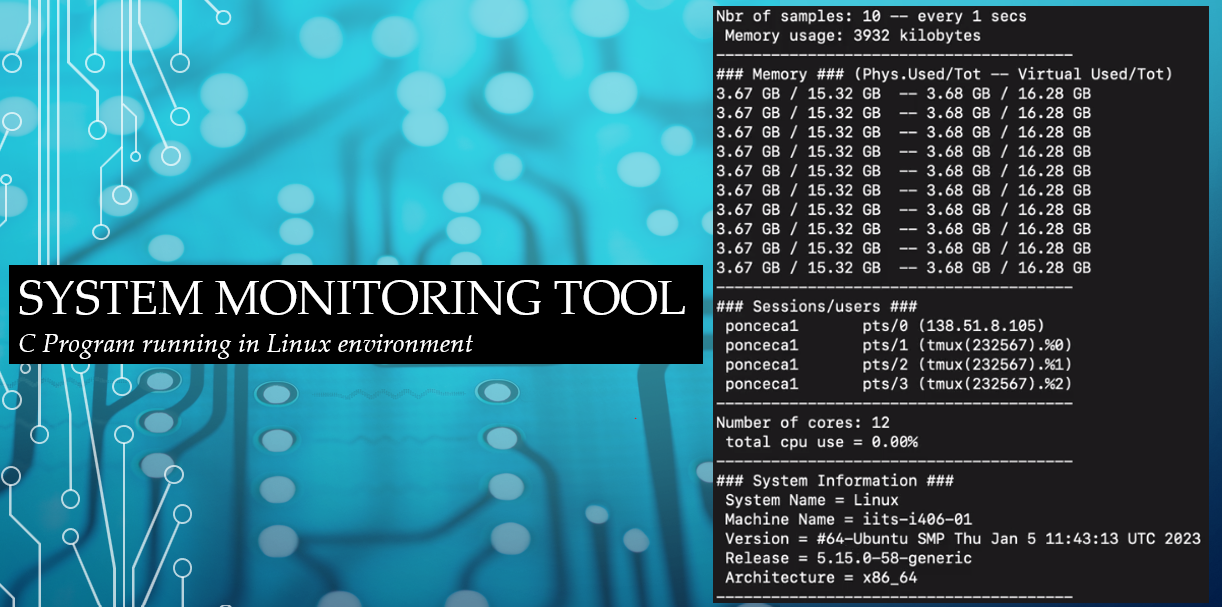 SYSTEM MONITORING TOOL
C Program running in Linux environment
Nbr of samples: 10 -- every 1 secs
Memory usage: 3932 kilobytes
---------------------------------------
### Memory ### (Phys.Used/Tot -- Virtual Used/Tot)
3.67 GB / 15.32 GB  -- 3.68 GB / 16.28 GB
3.67 GB / 15.32 GB  -- 3.68 GB / 16.28 GB
3.67 GB / 15.32 GB  -- 3.68 GB / 16.28 GB
3.67 GB / 15.32 GB  -- 3.68 GB / 16.28 GB
3.67 GB / 15.32 GB  -- 3.68 GB / 16.28 GB
3.67 GB / 15.32 GB  -- 3.68 GB / 16.28 GB
3.67 GB / 15.32 GB  -- 3.68 GB / 16.28 GB
3.67 GB / 15.32 GB  -- 3.68 GB / 16.28 GB
3.67 GB / 15.32 GB  -- 3.68 GB / 16.28 GB
3.67 GB / 15.32 GB  -- 3.68 GB / 16.28 GB
---------------------------------------
### Sessions/users ###
ponceca1       pts/0 (138.51.8.105)
ponceca1       pts/1 (tmux(232567).%0)
ponceca1       pts/2 (tmux(232567).%1)
ponceca1       pts/3 (tmux(232567).%2)
---------------------------------------
Number of cores: 12
total cpu use = 0.00%
---------------------------------------
### System Information ###
System Name = Linux
Machine Name = iits-i406-01
Version = #64-Ubuntu SMP Thu Jan 5 11:43:13 UTC 2023
Release = 5.15.0-58-generic
Architecture = x86_64
---------------------------------------